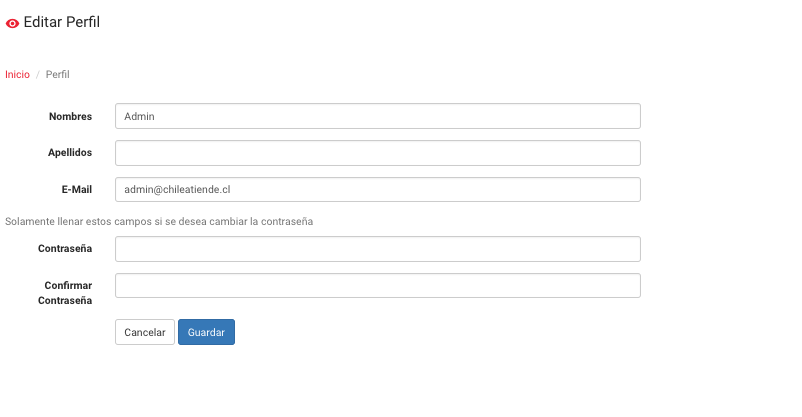 Editar Perfil
Inicio / Perfil
Nombres
Admin
Apellidos
E-Mail
admin@chileatiende.cl
Solamente llenar estos campos si se desea cambiar la contraseña
Contraseña
Confirmar
Contraseña
Cancelar
Guardar